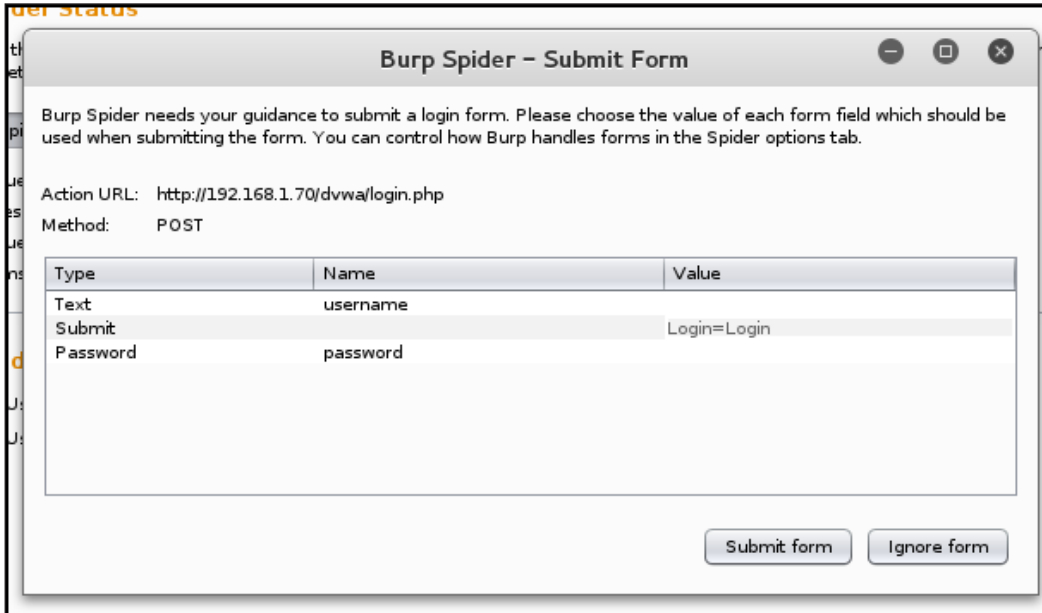 der Status
Burp Spider – Submit Form
Burp Spider needs your guidance to submit a login form. Please choose the value of each form field which should be
used when submitting the form. You can control how Burp handles forms in the Spider options tab.
Action URL: http://192.168.1.70/dvwa/login.php
Method: POST
Type Name Value
Text username
Submit Login=Login
Password password
Submit form Ignore form